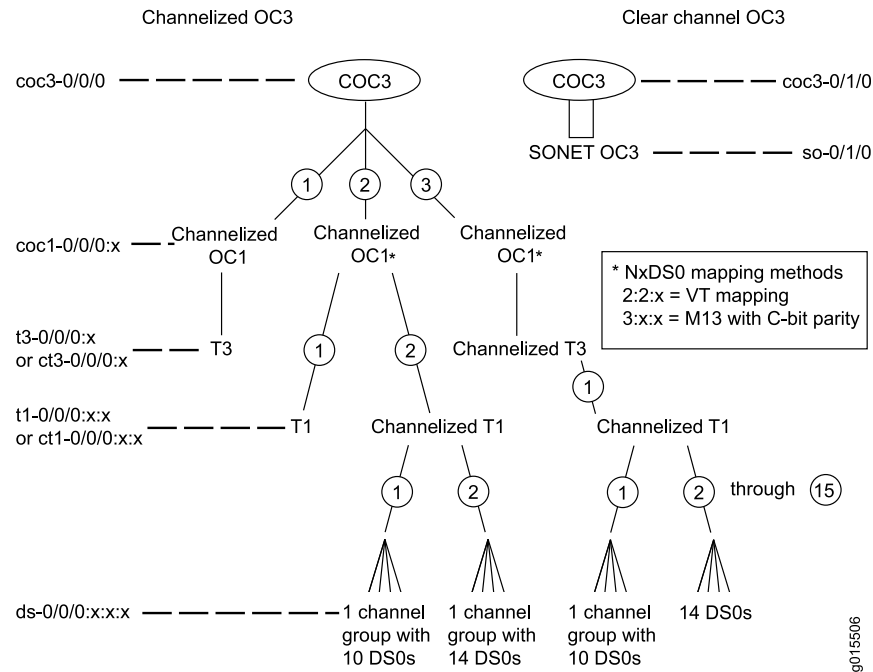 Channelized OC3
Clear channel OC3
coc3-0/0/0
COC3
COC3
coc3-0/1/0
SONET OC3
so-0/1/0
1
2
3
coc1-0/0/0:x
Channelized
OC1
Channelized
OC1*
Channelized
OC1*
* NxDS0 mapping methods
2:2:x = VT mapping
3:x:x = M13 with C-bit parity
t3-0/0/0:x
or ct3-0/0/0:x
T3
1
2
Channelized T3
1
t1-0/0/0:x:x
or ct1-0/0/0:x:x
T1
Channelized T1
Channelized T1
1
2
1
2
through
15
ds-0/0/0:x:x:x
1 channel
group with
10 DS0s
1 channel
group with
14 DS0s
1 channel
group with
10 DS0s
14 DS0s
g015506